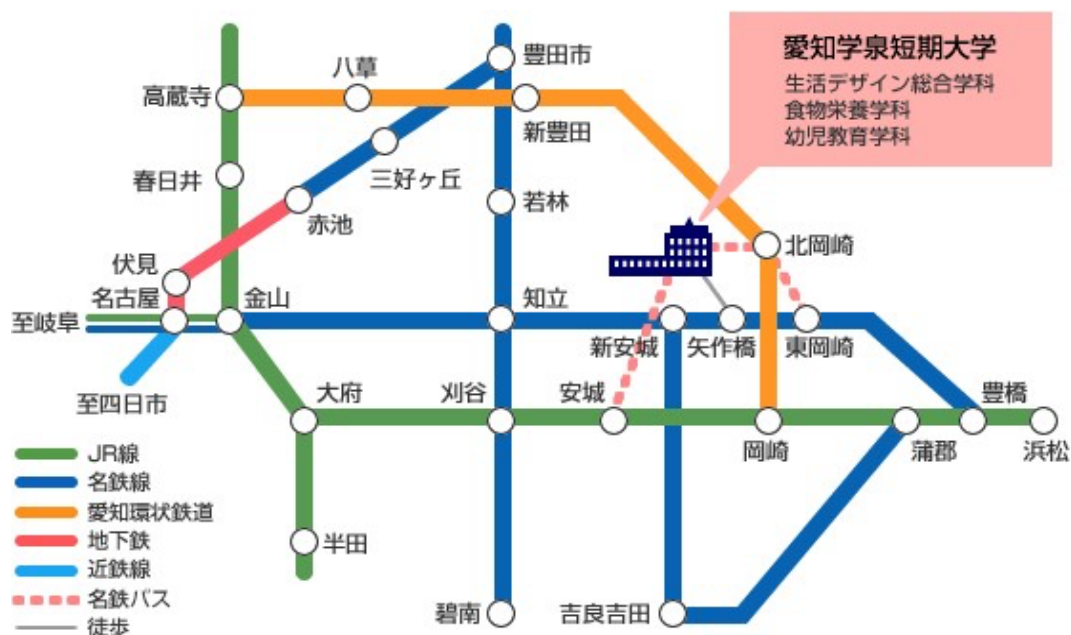 愛知学泉短期大学
生活デザイン総合学科
食物栄養学科
幼児教育学科
豊田市
八草
高蔵寺
新豊田
三好ヶ丘
春日井
若林
赤池
北岡崎
伏見
名古屋
金山
知立
至岐阜
新安城
矢作橋
東岡崎
至四日市
大府
刈谷
安城
豊橋
岡崎
蒲郡
浜松
JR線
名鉄線
愛知環状鉄道
地下鉄
半田
近鉄線
名鉄バス
碧南
吉良吉田
徒歩